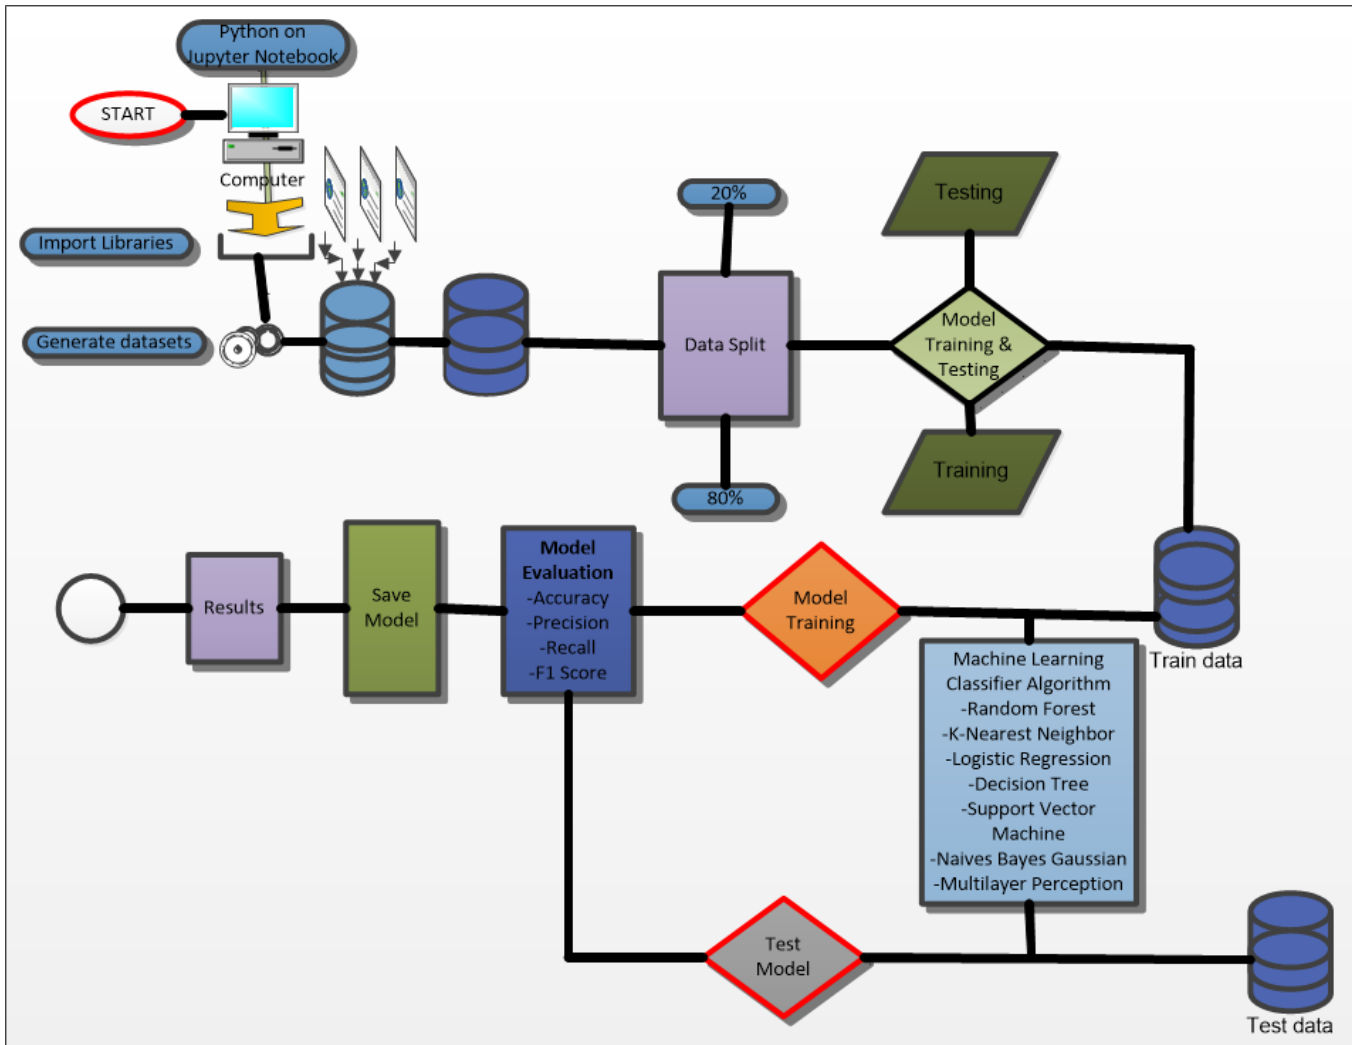 Python on
Jupyter Notebook
START
Computer
Import Libraries
Generate datasets
20%
Data Split
80%
Testing
Model
Training &
Testing
Training
Train data
Results
Save
Model
Model
Evaluation
-Accuracy
-Precision
-Recall
-F1 Score
Model
Training
Machine Learning
Classifier Algorithm
-Random Forest
-K-Nearest Neighbor
-Logistic Regression
-Decision Tree
-Support Vector
Machine
-Naives Bayes Gaussian
-Multilayer Perception
Test
Model
Test data